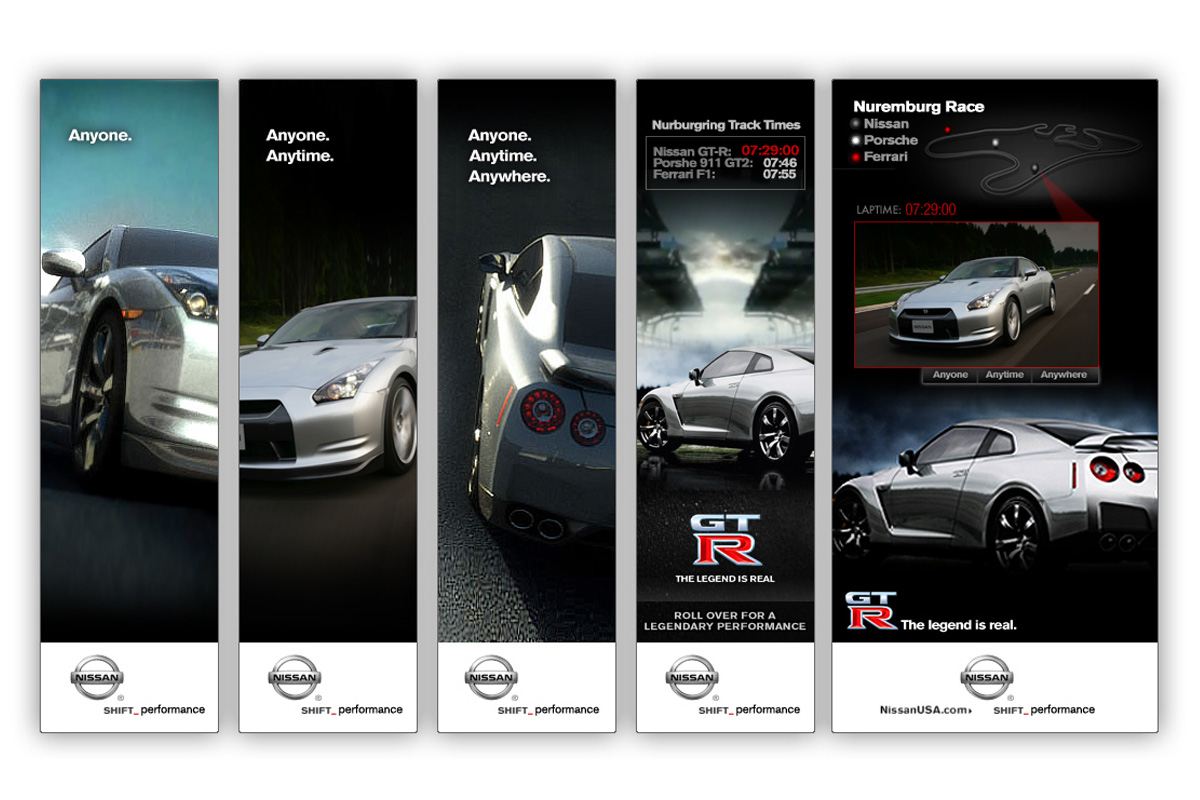 Anyone.
NISSAN
SHIFT_ performance
Anyone.
Anytime.
NISSAN
SHIFT_ performance
Anyone.
Anytime.
Anywhere.
NISSAN
SHIFT_ performance
Nurburgring Track Times
Nissan GT-R: 07:29:00
Porshe 911 GT2: 07:46
Ferrari F1: 07:55
GT
R
THE LEGEND IS REAL
ROLL OVER FOR A
LEGENDARY PERFORMANCE
NISSAN
SHIFT_ performance
Nuremburg Race
Nissan
Porsche
Ferrari
LAPTIME: 07:29:00
NISSAN
Anyone Anytime Anywhere
GT
R The legend is real.
NISSAN
NissanUSA.com› SHIFT_ performance